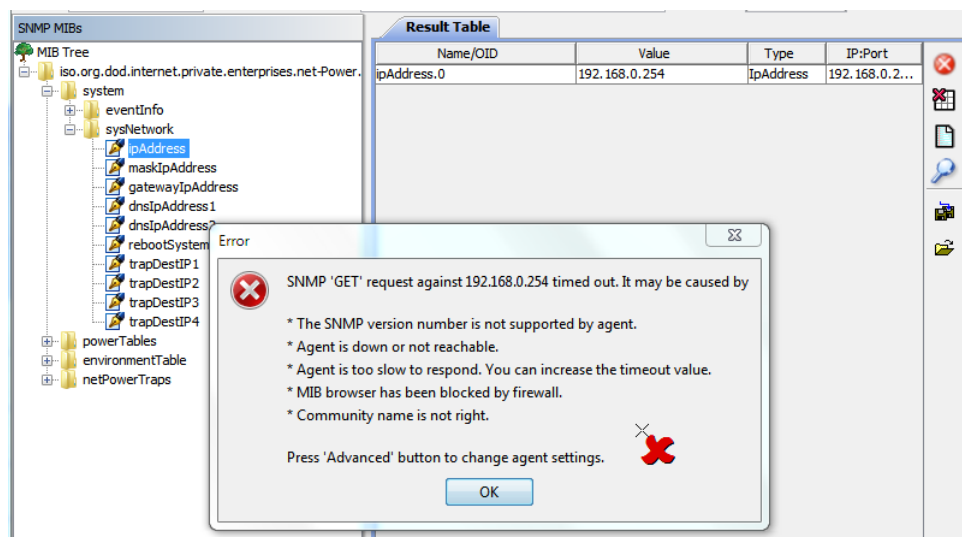 SNMP MIBs
MIB Tree
iso.org.dod.internet.private.enterprises.net-Power.
system
eventInfo
sysNetwork
ipAddress
maskIpAddress
gatewayIpAddress
dnsIpAddress1
dnsIpAddress2
rebootSystem
trapDestIP1
trapDestIP2
trapDestIP3
trapDestIP4
powerTables
environmentTable
netPowerTraps
Result Table
Name/OID Value Type IP:Port
ipAddress.0 192.168.0.254 IpAddress 192.168.0.2...
Error
SNMP 'GET' request against 192.168.0.254 timed out. It may be caused by
* The SNMP version number is not supported by agent.
* Agent is down or not reachable.
* Agent is too slow to respond. You can increase the timeout value.
* MIB browser has been blocked by firewall.
* Community name is not right.
Press 'Advanced' button to change agent settings.
OK